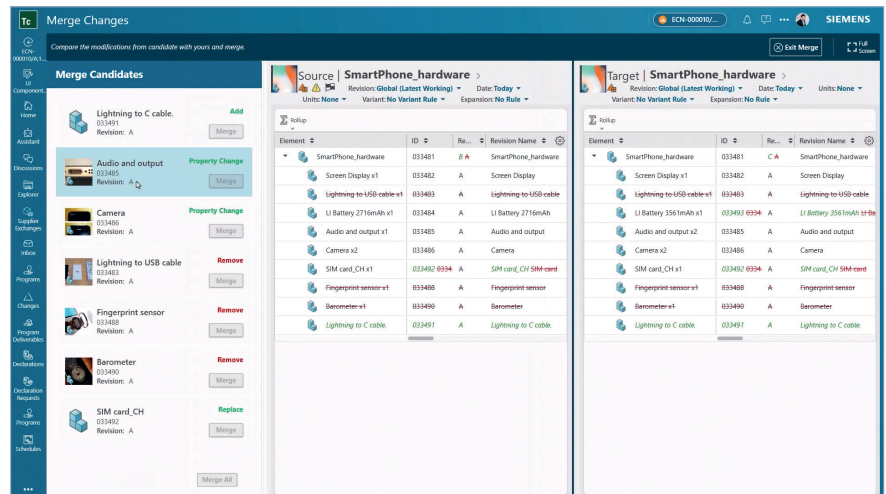 Tc
Merge Changes
ECN-000010/...
SIEMENS
Compare the modifications from candidate with yours and merge.
Exit Merge
Full
Screen
ECN-
000010/A;1...
UI
Component...
Home
Assistant
Discussions
Explorer
Supplier
Exchanges
Inbox
Programs
Changes
Program
Deliverables
Declarations
Declaration
Requests
Programs
Schedules
Merge Candidates
Lightning to C cable. Add
033491
Revision: A Merge
Audio and output Property Change
033485
Revision: A Merge
Camera Property Change
033486
Revision: A Merge
Lightning to USB cable Remove
033483
Revision: A Merge
Fingerprint sensor Remove
033488
Revision: A Merge
Barometer Remove
033490
Revision: A Merge
SIM card_CH Replace
033492
Revision: A Merge
Merge All
Source | SmartPhone_hardware
Revision: Global (Latest Working) Date: Today
Units: None Variant: No Variant Rule Expansion: No Rule
Rollup
Element ID Re... Revision Name
SmartPhone_hardware 033481 B A SmartPhone_hardware
Screen Display x1 033482 A Screen Display
Lightning to USB cable x1 033483 A Lightning to USB cable
LI Battery 2716mAh x1 033484 A LI Battery 2716mAh
Audio and output x1 033485 A Audio and output
Camera x2 033486 A Camera
SIM card_CH x1 033492 0334 A SIM card_CH SIM card
Fingerprint sensor x1 033488 A Fingerprint sensor
Barometer x1 033490 A Barometer
Lightning to C cable. 033491 A Lightning to C cable.
Target | SmartPhone_hardware
Revision: Global (Latest Working) Date: Today Units: None
Variant: No Variant Rule Expansion: No Rule
Rollup
Element ID Re... Revision Name
SmartPhone_hardware 033481 C A SmartPhone_hardware
Screen Display x1 033482 A Screen Display
Lightning to USB cable x1 033483 A Lightning to USB cable
LI Battery 3561mAh x1 033493 0334 A LI Battery 3561mAh LI Ba
Audio and output x2 033485 A Audio and output
Camera x2 033486 A Camera
SIM card_CH x1 033492 0334 A SIM card_CH SIM card
Fingerprint sensor x1 033488 A Fingerprint sensor
Barometer x1 033490 A Barometer
Lightning to C cable. 033491 A Lightning to C cable.